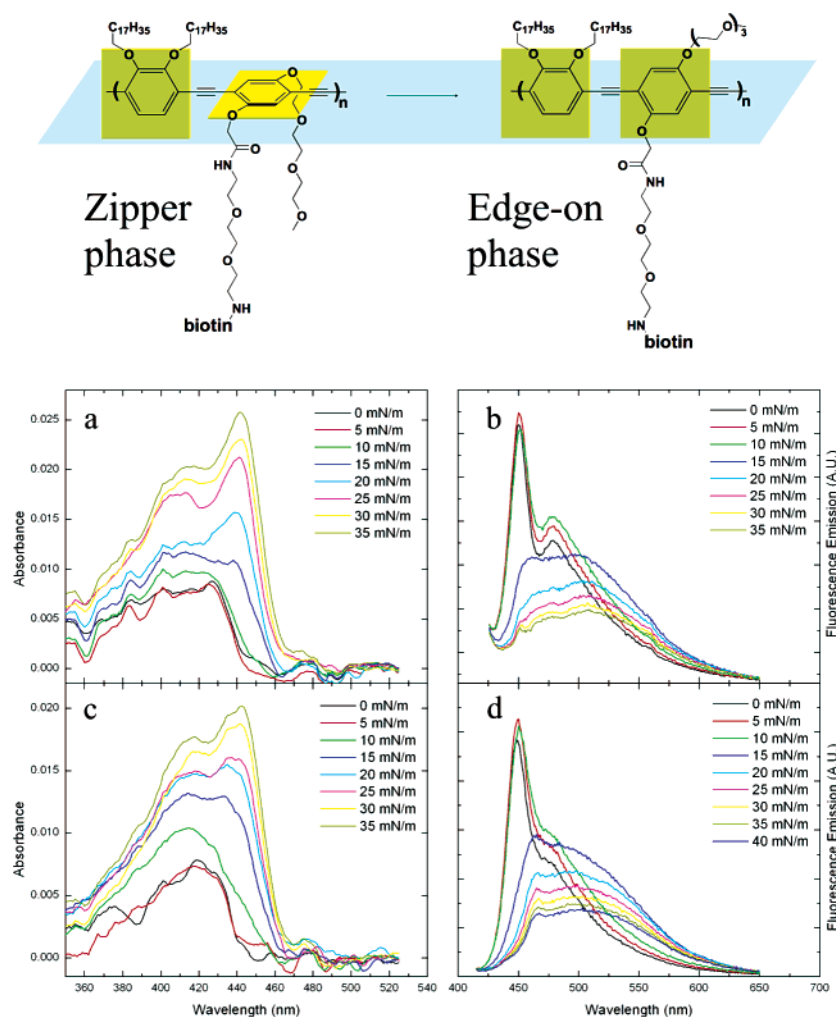 C17H35 C17H35
O O O
( )n
O O
O
HN O
O O
O O
NH
biotin
Zipper
phase
C17H35 C17H35
O ( O )3
O O
( )n
O
O
NH
O
O
NH
biotin
Edge-on
phase
a
0 mN/m
5 mN/m
10 mN/m
15 mN/m
20 mN/m
25 mN/m
30 mN/m
35 mN/m
0.025
0.020
0.015
0.010
0.005
0.000
Absorbance
b
0 mN/m
5 mN/m
10 mN/m
15 mN/m
20 mN/m
25 mN/m
30 mN/m
35 mN/m
Fluorescence Emission (A.U.)
c
0 mN/m
5 mN/m
10 mN/m
15 mN/m
20 mN/m
25 mN/m
30 mN/m
35 mN/m
0.020
0.015
0.010
0.005
0.000
Absorbance
360 380 400 420 440 460 480 500 520 540
Wavelength (nm)
d
0 mN/m
5 mN/m
10 mN/m
15 mN/m
20 mN/m
25 mN/m
30 mN/m
35 mN/m
40 mN/m
Fluorescence Emission (A.U.)
400 450 500 550 600 650 700
Wavelength (nm)